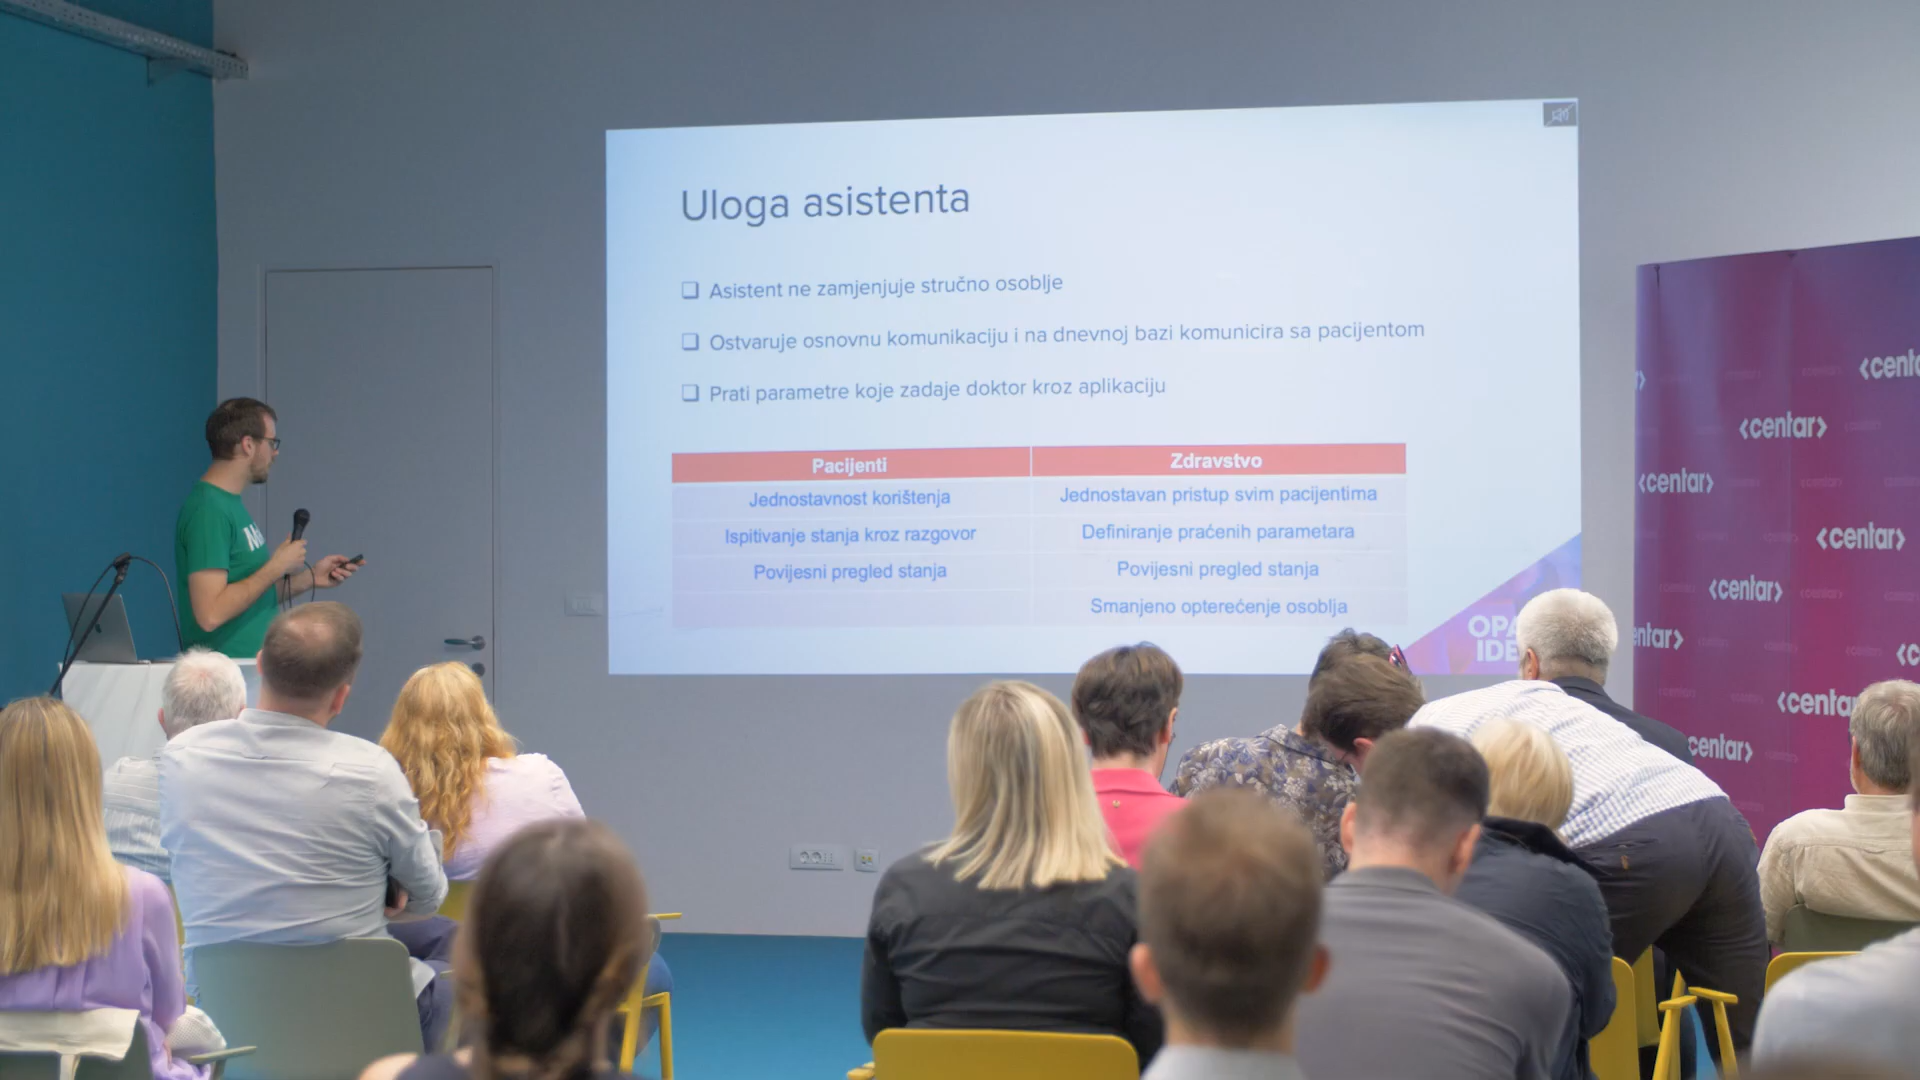 Uloga asistenta
Asistent ne zamjenjuje stručno osoblje
Ostvaruje osnovnu komunikaciju i na dnevnoj bazi komunicira sa pacijentom
Prati parametre koje zadaje doktor kroz aplikaciju
Pacijenti
Zdravstvo
Jednostavnost korištenja
Jednostavan pristup svim pacijentima
Ispitivanje stanja kroz razgovor
Definiranje praćenih parametara
Povijesni pregled stanja
Povijesni pregled stanja
Smanjeno opterećenje osoblja
<centar>
<centar>
<centar>
<centar>